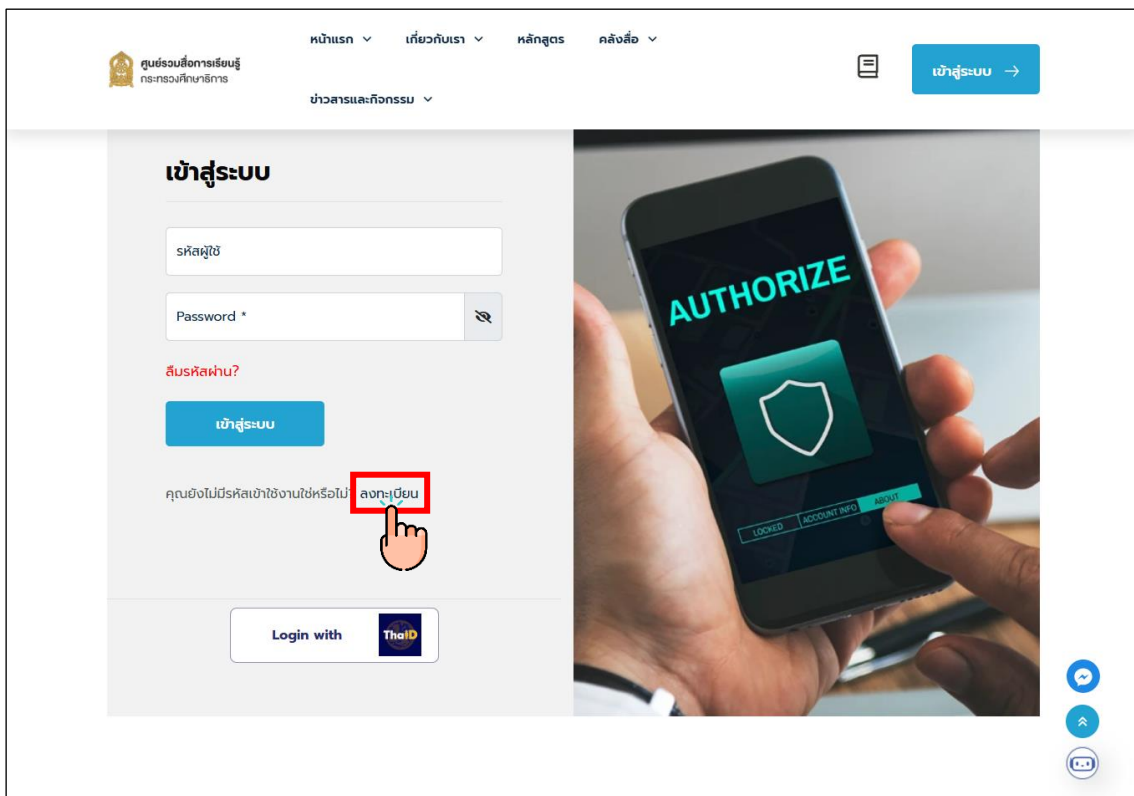 ศูนย์รวมสื่อการเรียนรู้
กระทรวงศึกษาธิการ
หน้าแรก
เกี่ยวกับเรา
หลักสูตร
คลังสื่อ
ข่าวสารและกิจกรรม
เข้าสู่ระบบ
เข้าสู่ระบบ
รหัสผู้ใช้
Password *
ลืมรหัสผ่าน?
เข้าสู่ระบบ
คุณยังไม่มีรหัสเข้าใช้งานใช่หรือไม่? ลงทะเบียน
Login with
ThaID
AUTHORIZE
LOCKED
ACCOUNT INFO
ABOUT